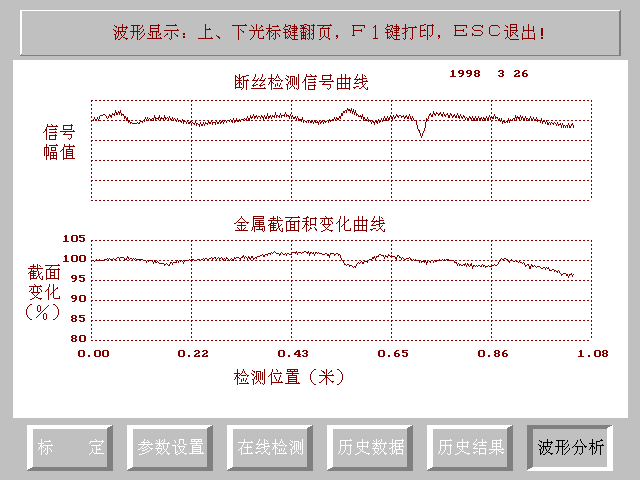 波形显示：上、下光标键翻页，F1键打印，ESC退出！
断丝检测信号曲线 1998 3 26
信号
幅值
金属截面积变化曲线
105
100
截面
95
变化
90
（%）
85
80
0.00 0.22 0.43 0.65 0.86 1.08
检测位置（米）
标 定 参数设置 在线检测 历史数据 历史结果 波形分析